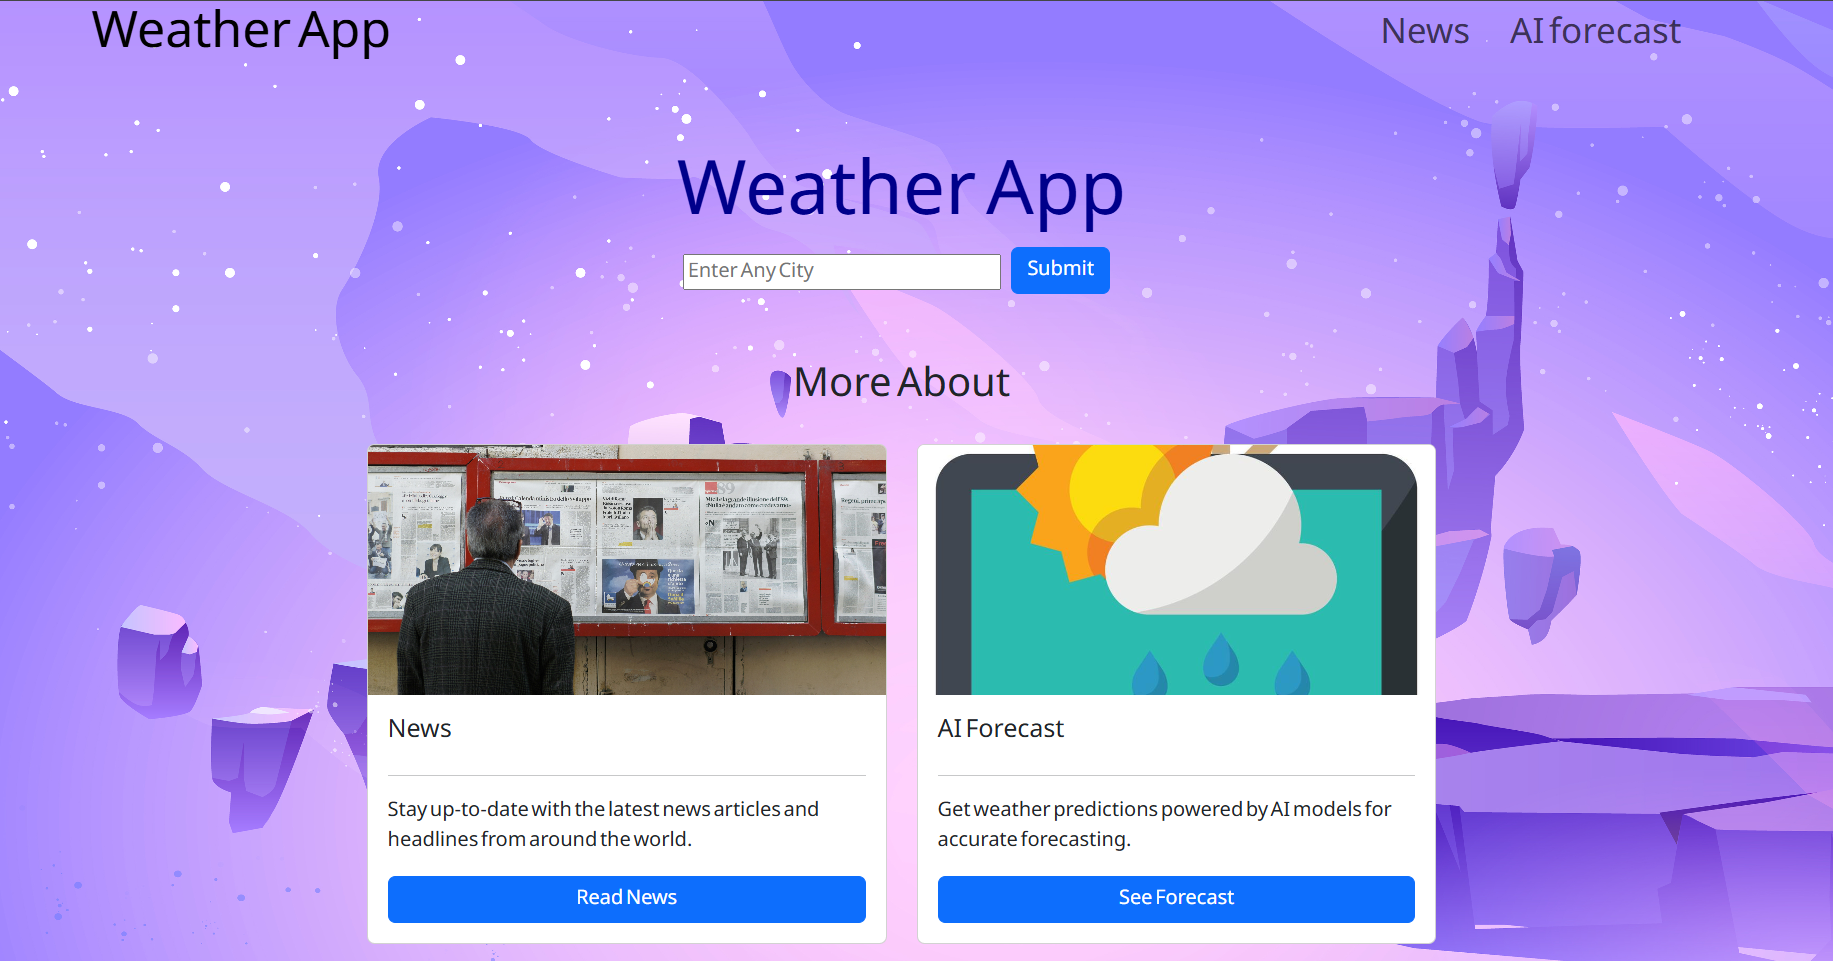 Weather App
News
AI forecast
Weather App
Enter Any City
Submit
More About
News
AI Forecast
Stay up-to-date with the latest news articles and
headlines from around the world.
Get weather predictions powered by AI models for
accurate forecasting.
Read News
See Forecast